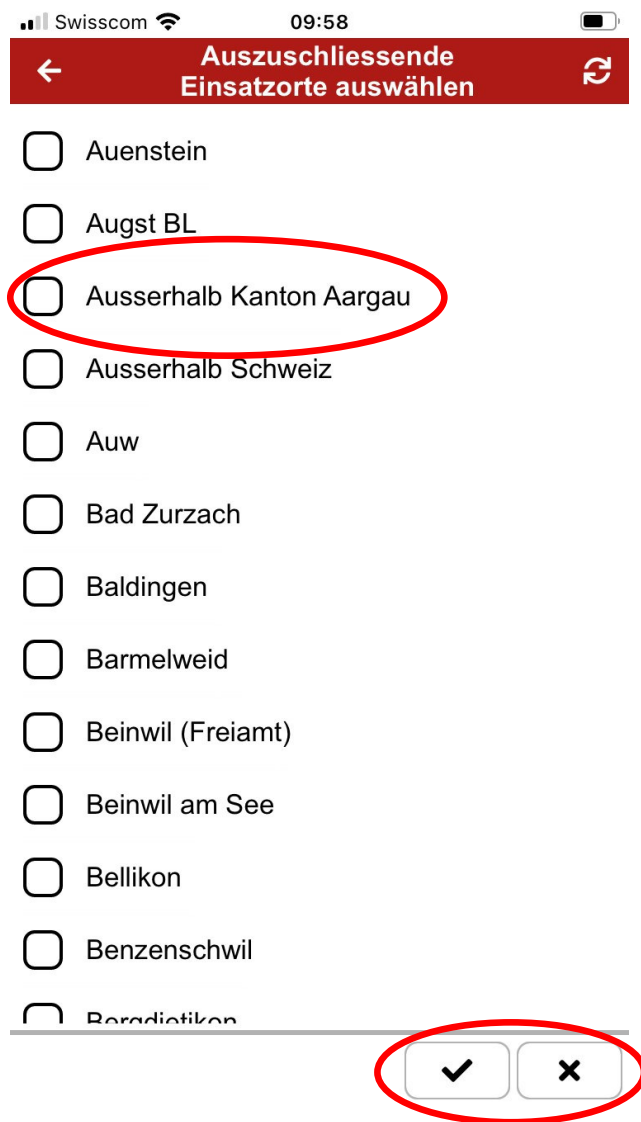 Swisscom 09:58
Auszuschliessende
Einsatzorte auswählen
Auenstein
Augst BL
Ausserhalb Kanton Aargau
Ausserhalb Schweiz
Auw
Bad Zurzach
Baldingen
Barmelweid
Beinwil (Freiamt)
Beinwil am See
Bellikon
Benzenschwil
Bergdietikon